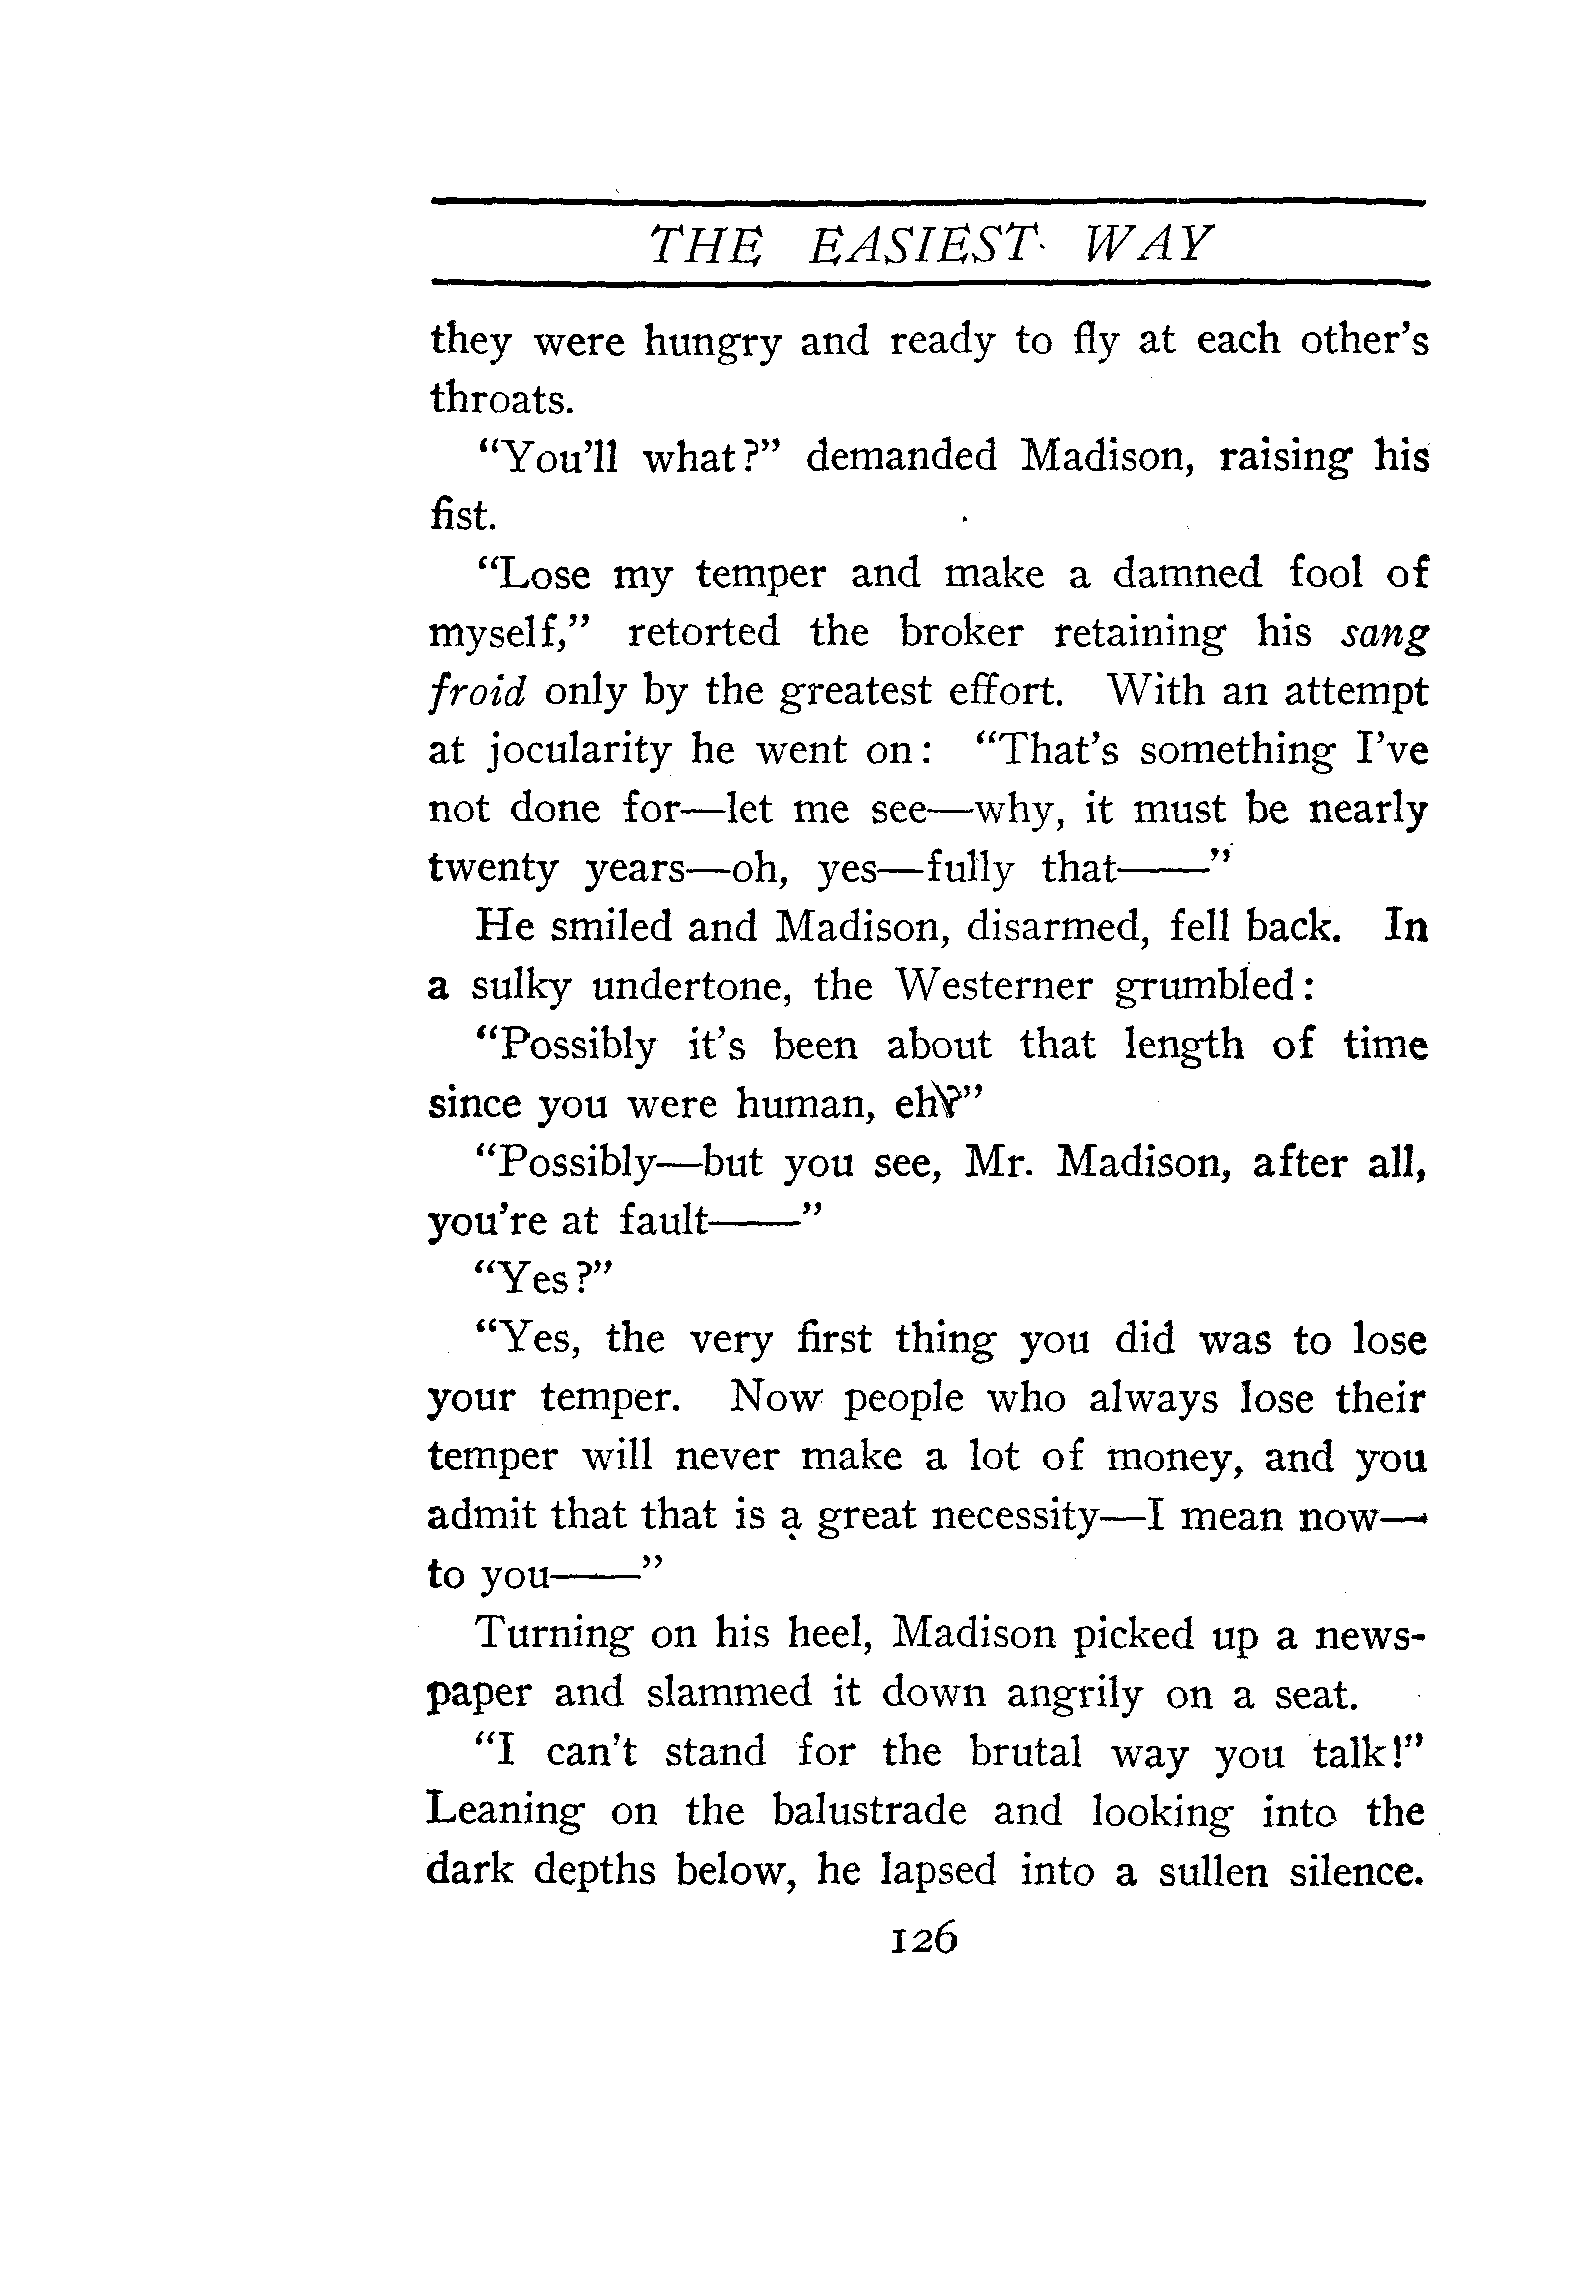 THE EASIEST WAY
they were hungry and ready to fly at each other's
throats.
"You'll what?" demanded Madison, raising his
fist.
"Lose my temper and make a damned fool of
myself," retorted the broker retaining his sang
froid only by the greatest effort. With an attempt
at jocularity he went on: "That's something I've
not done for—let me see—why, it must be nearly
twenty years—oh, yes—fully that——"
He smiled and Madison, disarmed, fell back. In
a sulky undertone, the Westerner grumbled:
"Possibly it's been about that length of time
since you were human, eh?"
"Possibly—but you see, Mr. Madison, after all,
you're at fault——"
"Yes?"
"Yes, the very first thing you did was to lose
your temper. Now people who always lose their
temper will never make a lot of money, and you
admit that that is a great necessity—I mean now—
to you——"
Turning on his heel, Madison picked up a news-
paper and slammed it down angrily on a seat.
"I can't stand for the brutal way you talk!"
Leaning on the balustrade and looking into the
dark depths below, he lapsed into a sullen silence.
126